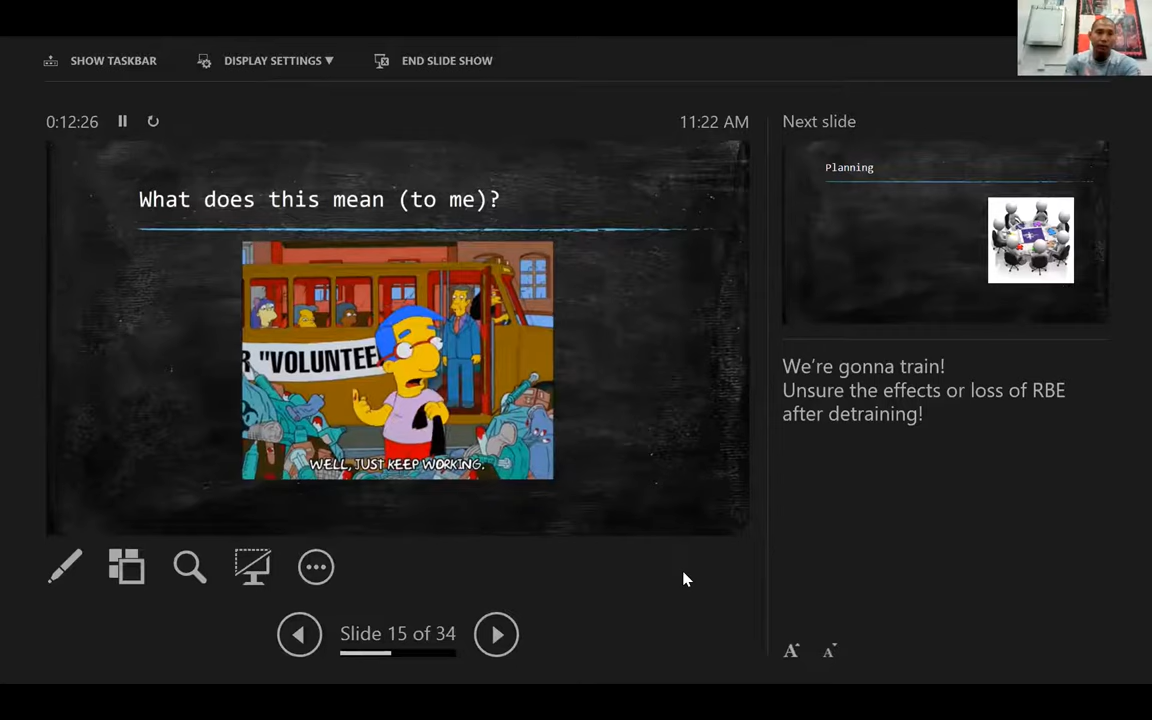 SHOW TASKBAR
DISPLAY SETTINGS ▼
END SLIDE SHOW
0:12:26
11:22 AM
Next slide
What does this mean (to me)?
R "VOLUNTEE
WELL, JUST KEEP WORKING.
Planning
We're gonna train!
Unsure the effects or loss of RBE
after detraining!
Slide 15 of 34
A
A